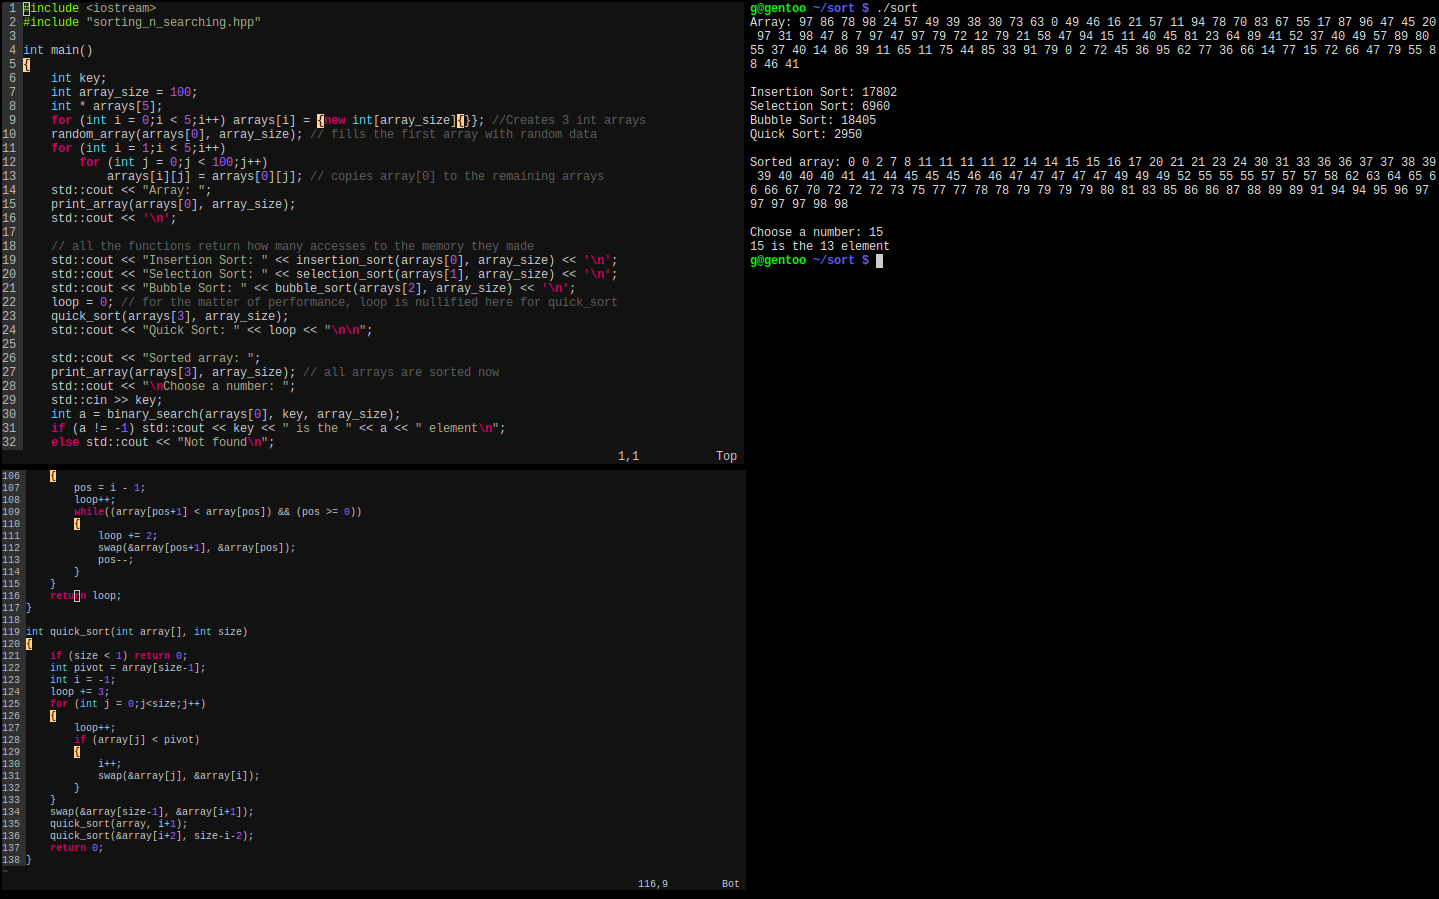 1 #include <iostream>
2 #include "sorting_n_searching.hpp"
3
4 int main()
5 {
6     int key;
7     int array_size = 100;
8     int * arrays[5];
9     for (int i = 0;i < 5;i++) arrays[i] = {new int[array_size]{}}; //Creates 3 int arrays
10     random_array(arrays[0], array_size); // fills the first array with random data
11     for (int i = 1;i < 5;i++)
12         for (int j = 0;j < 100;j++)
13             arrays[i][j] = arrays[0][j]; // copies array[0] to the remaining arrays
14     std::cout << "Array: ";
15     print_array(arrays[0], array_size);
16     std::cout << '\n';
17
18     // all the functions return how many accesses to the memory they made
19     std::cout << "Insertion Sort: " << insertion_sort(arrays[0], array_size) << '\n';
20     std::cout << "Selection Sort: " << selection_sort(arrays[1], array_size) << '\n';
21     std::cout << "Bubble Sort: " << bubble_sort(arrays[2], array_size) << '\n';
22     loop = 0; // for the matter of performance, loop is nullified here for quick_sort
23     quick_sort(arrays[3], array_size);
24     std::cout << "Quick Sort: " << loop << "\n\n";
25
26     std::cout << "Sorted array: ";
27     print_array(arrays[3], array_size); // all arrays are sorted now
28     std::cout << "\nChoose a number: ";
29     std::cin >> key;
30     int a = binary_search(arrays[0], key, array_size);
31     if (a != -1) std::cout << key << " is the " << a << " element\n";
32     else std::cout << "Not found\n";
1,1 Top
106     {
107         pos = i - 1;
108         loop++;
109         while((array[pos+1] < array[pos]) && (pos >= 0))
110         {
111             loop += 2;
112             swap(&array[pos+1], &array[pos]);
113             pos--;
114         }
115     }
116     return loop;
117 }
118
119 int quick_sort(int array[], int size)
120 {
121     if (size < 1) return 0;
122     int pivot = array[size-1];
123     int i = -1;
124     loop += 3;
125     for (int j = 0;j<size;j++)
126     {
127         loop++;
128         if (array[j] < pivot)
129         {
130             i++;
131             swap(&array[j], &array[i]);
132         }
133     }
134     swap(&array[size-1], &array[i+1]);
135     quick_sort(array, i+1);
136     quick_sort(&array[i+2], size-i-2);
137     return 0;
138 }
~
116,9 Bot
g@gentoo ~/sort $ ./sort
Array: 97 86 78 98 24 57 49 39 38 30 73 63 0 49 46 16 21 57 11 94 78 70 83 67 55 17 87 96 47 45 20
 97 31 98 47 8 7 97 47 97 79 72 12 79 21 58 47 94 15 11 40 45 81 23 64 89 41 52 37 40 49 57 89 80
55 37 40 14 86 39 11 65 11 75 44 85 33 91 79 0 2 72 45 36 95 62 77 36 66 14 77 15 72 66 47 79 55 8
8 46 41

Insertion Sort: 17802
Selection Sort: 6960
Bubble Sort: 18405
Quick Sort: 2950

Sorted array: 0 0 2 7 8 11 11 11 11 12 14 14 15 15 16 17 20 21 21 23 24 30 31 33 36 36 37 37 38 39
 39 40 40 40 41 41 44 45 45 45 46 46 47 47 47 47 47 49 49 49 52 55 55 55 57 57 57 58 62 63 64 65 6
6 66 67 70 72 72 72 73 75 77 77 78 78 79 79 79 79 80 81 83 85 86 86 87 88 89 89 91 94 94 95 96 97
97 97 97 98 98

Choose a number: 15
15 is the 13 element
g@gentoo ~/sort $